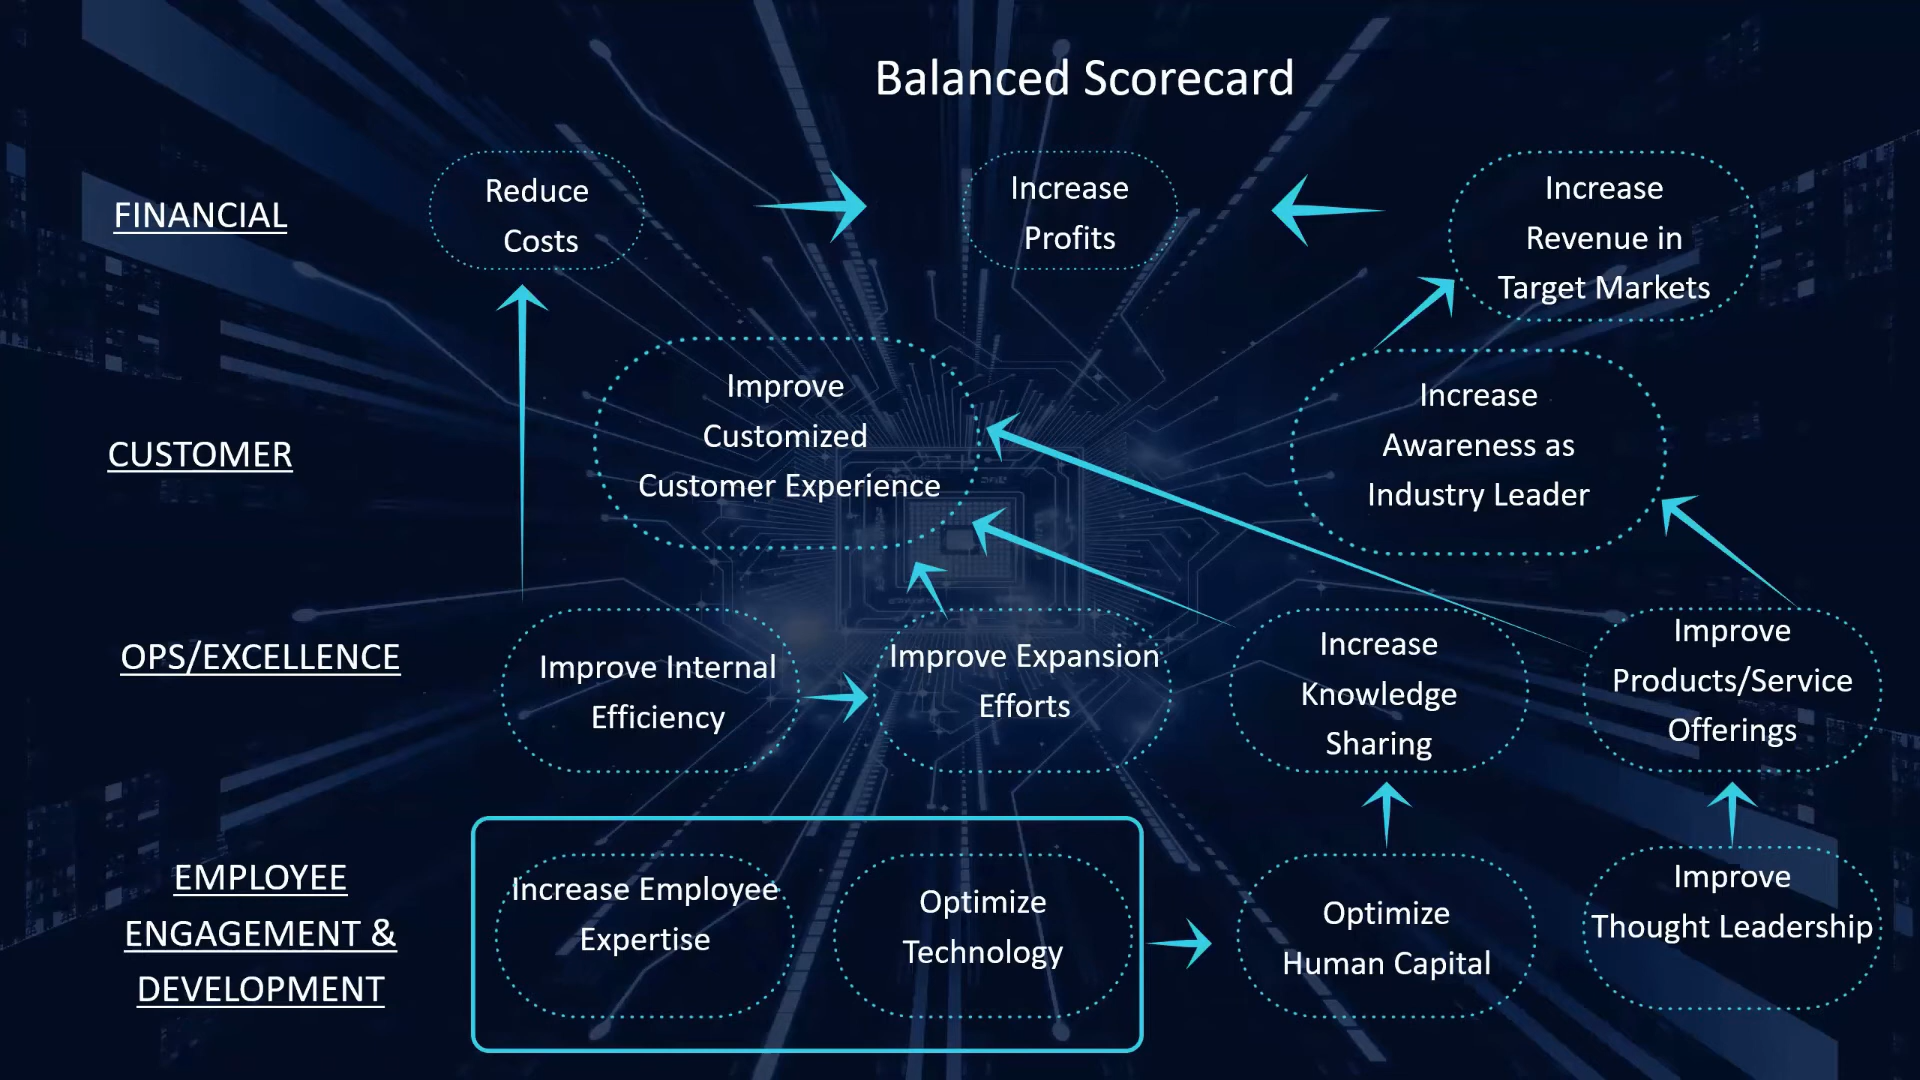 Balanced Scorecard
FINANCIAL
Reduce
Costs
Increase
Profits
Increase
Revenue in
Target Markets
CUSTOMER
Improve
Customized
Customer Experience
Increase
Awareness as
Industry Leader
OPS/EXCELLENCE
Improve Internal
Efficiency
Improve Expansion
Efforts
Increase
Knowledge
Sharing
Improve
Products/Service
Offerings
EMPLOYEE
ENGAGEMENT &
DEVELOPMENT
Increase Employee
Expertise
Optimize
Technology
Optimize
Human Capital
Improve
Thought Leadership